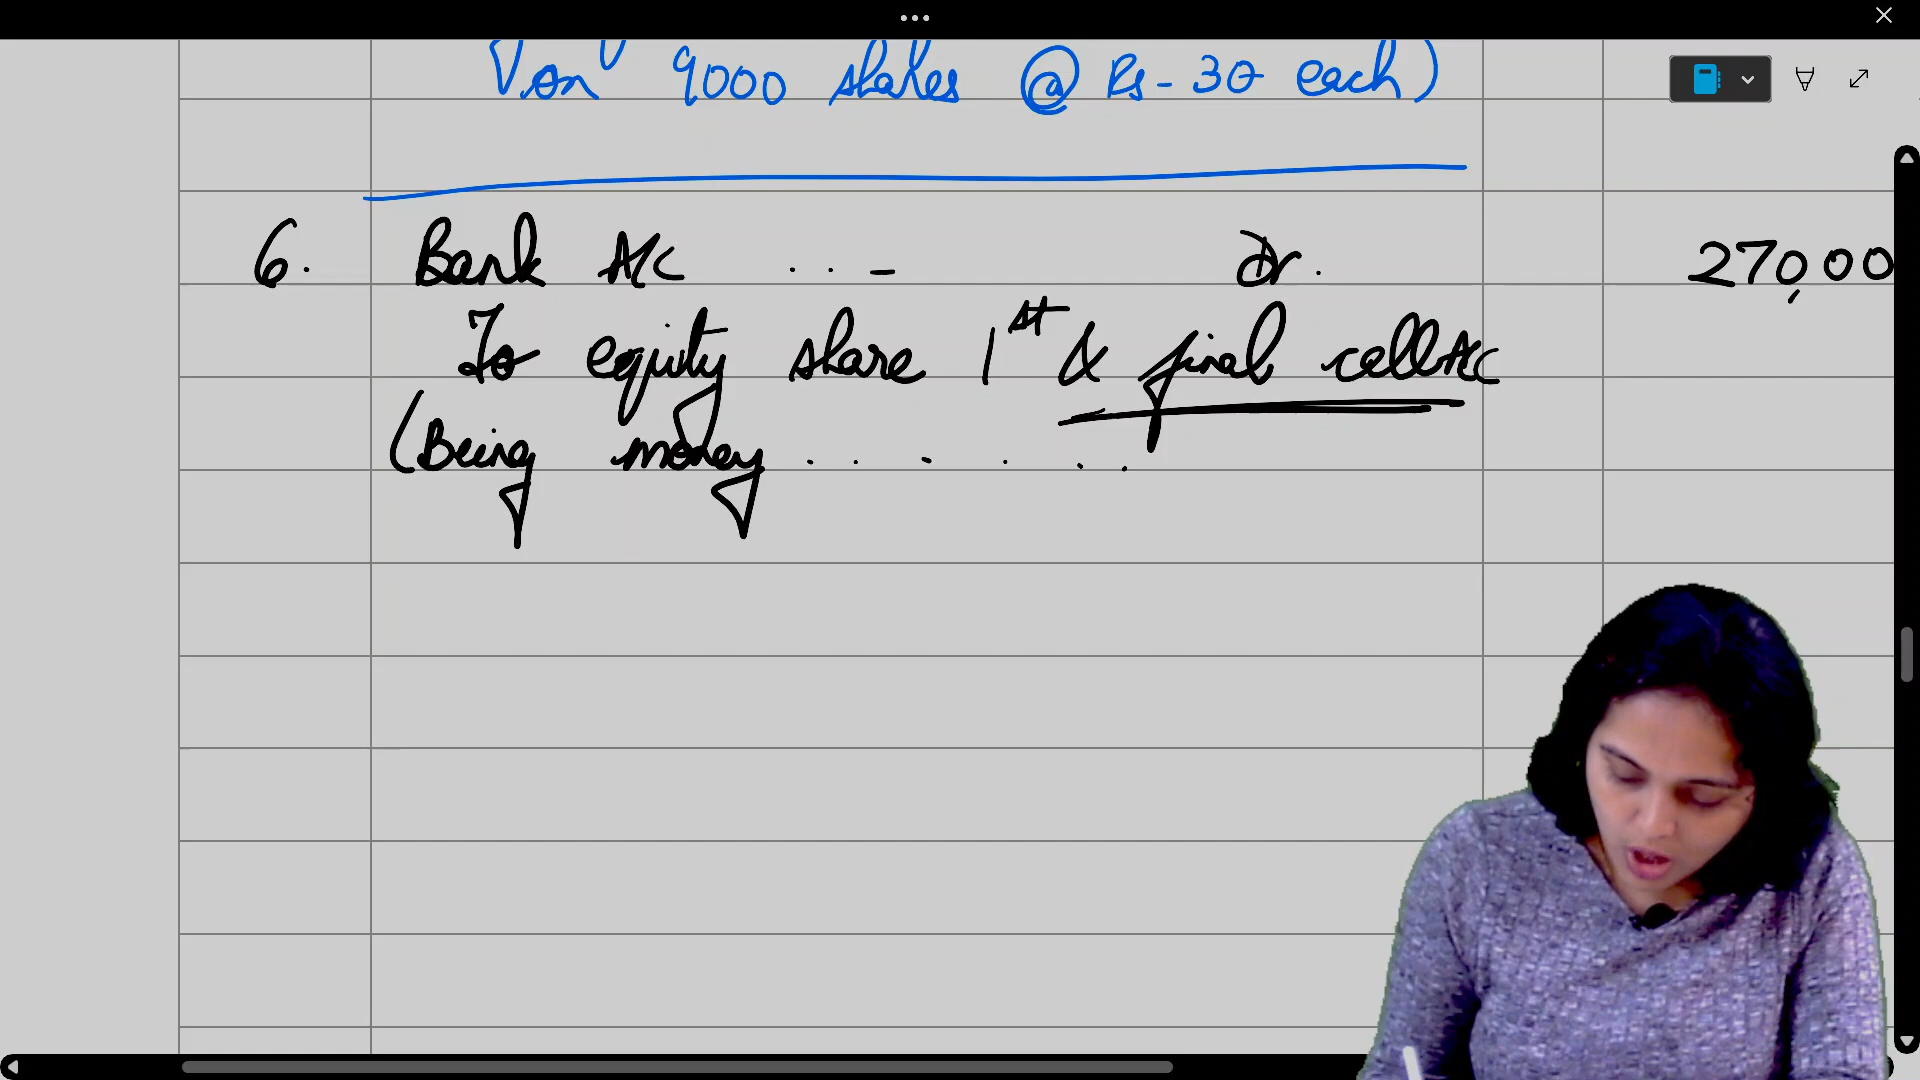 on 9000 shares @ Rs - 30 each)
6. Bank A/c ... - Dr. 270,00
To equity share 1st & final call A/c
(Being money . . - . . .